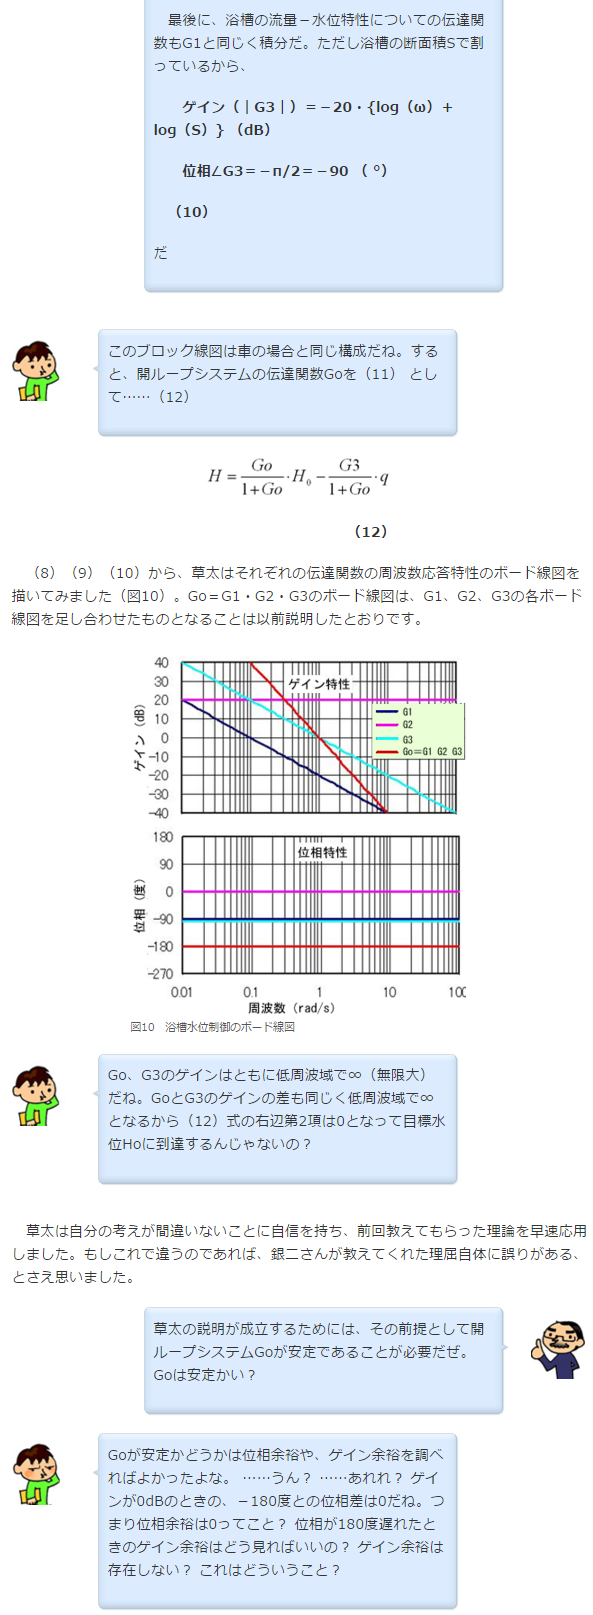 最後に、浴槽の流量－水位特性についての伝達関
数もG1と同じく積分だ。ただし浴槽の断面積Sで割
っているから、
ゲイン（｜G3｜）＝－20・{log（ω）＋
log（S）}（dB）
位相∠G3＝－π/2＝－90 （ °）
（10）
だ
このブロック線図は車の場合と同じ構成だね。する
と、開ループシステムの伝達関数Goを（11） とし
て……（12）
H = Go/(1+Go) · H₀ − G3/(1+Go) · q
（12）
（8）（9）（10）から、草太はそれぞれの伝達関数の周波数応答特性のボード線図を
描いてみました（図10）。Go＝G1・G2・G3のボード線図は、G1、G2、G3の各ボード
線図を足し合わせたものとなることは以前説明したとおりです。
ゲイン特性
ゲイン（dB）
40
30
20
10
0
-10
-20
-30
-40
G1
G2
G3
Go＝G1 G2 G3
位相特性
位相（度）
180
90
0
-90
-180
-270
0.01 0.1 1 10 100
周波数（rad/s）
図10 浴槽水位制御のボード線図
Go、G3のゲインはともに低周波域で∞（無限大）
だね。GoとG3のゲインの差も同じく低周波域で∞
となるから（12）式の右辺第2項は0となって目標水
位Hoに到達するんじゃないの？
草太は自分の考えが間違いないことに自信を持ち、前回教えてもらった理論を早速応用
しました。もしこれで違うのであれば、銀二さんが教えてくれた理屈自体に誤りがある、
とさえ思いました。
草太の説明が成立するためには、その前提として開
ループシステムGoが安定であることが必要だぜ。
Goは安定かい？
Goが安定かどうかは位相余裕や、ゲイン余裕を調べ
ればよかったよな。 ……うん？ ……あれれ？ ゲイ
ンが0dBのときの、－180度との位相差は0だね。つ
まり位相余裕は0ってこと？ 位相が180度遅れたと
きのゲイン余裕はどう見ればいいの？ ゲイン余裕は
存在しない？ これはどういうこと？